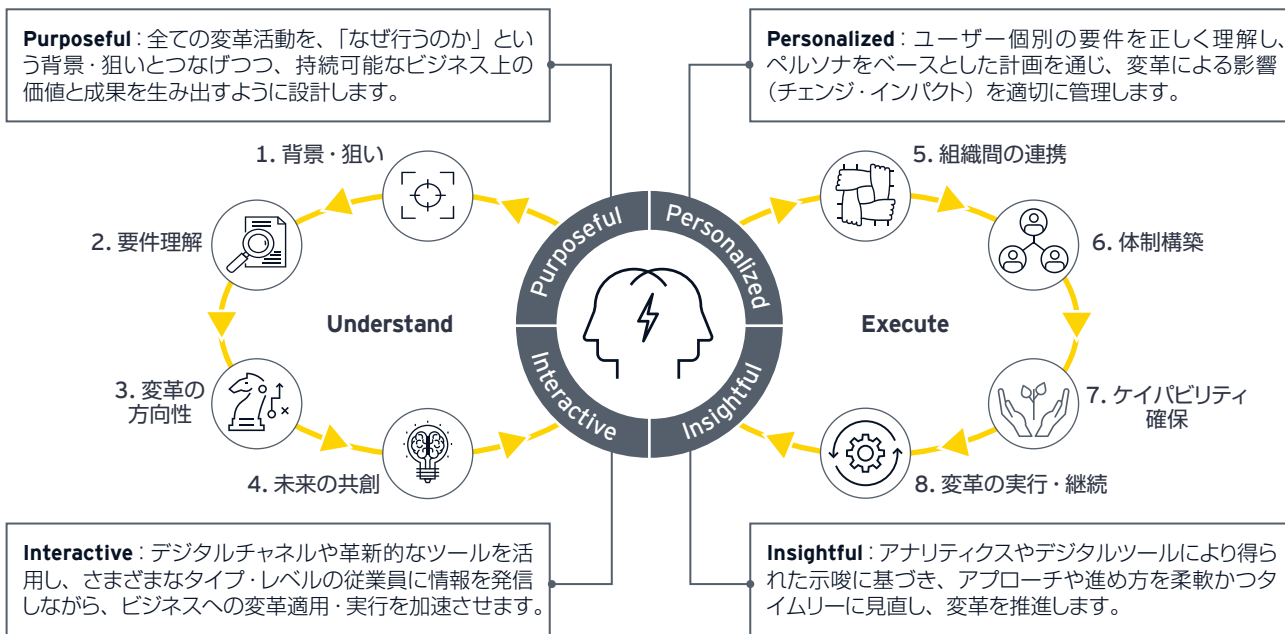 Purposeful：全ての変革活動を、「なぜ行うのか」とい
う背景・狙いとつなげつつ、持続可能なビジネス上の
価値と成果を生み出すように設計します。
Personalized：ユーザー個別の要件を正しく理解し、
ペルソナをベースとした計画を通じ、変革による影響
（チェンジ・インパクト）を適切に管理します。
1. 背景・狙い
2. 要件理解
3. 変革の
方向性
4. 未来の共創
Understand
Purposeful
Personalized
Interactive
Insightful
Execute
5. 組織間の連携
6. 体制構築
7. ケイパビリティ
確保
8. 変革の実行・継続
Interactive：デジタルチャネルや革新的なツールを活
用し、さまざまなタイプ・レベルの従業員に情報を発信
しながら、ビジネスへの変革適用・実行を加速させます。
Insightful：アナリティクスやデジタルツールにより得ら
れた示唆に基づき、アプローチや進め方を柔軟かつタ
イムリーに見直し、変革を推進します。